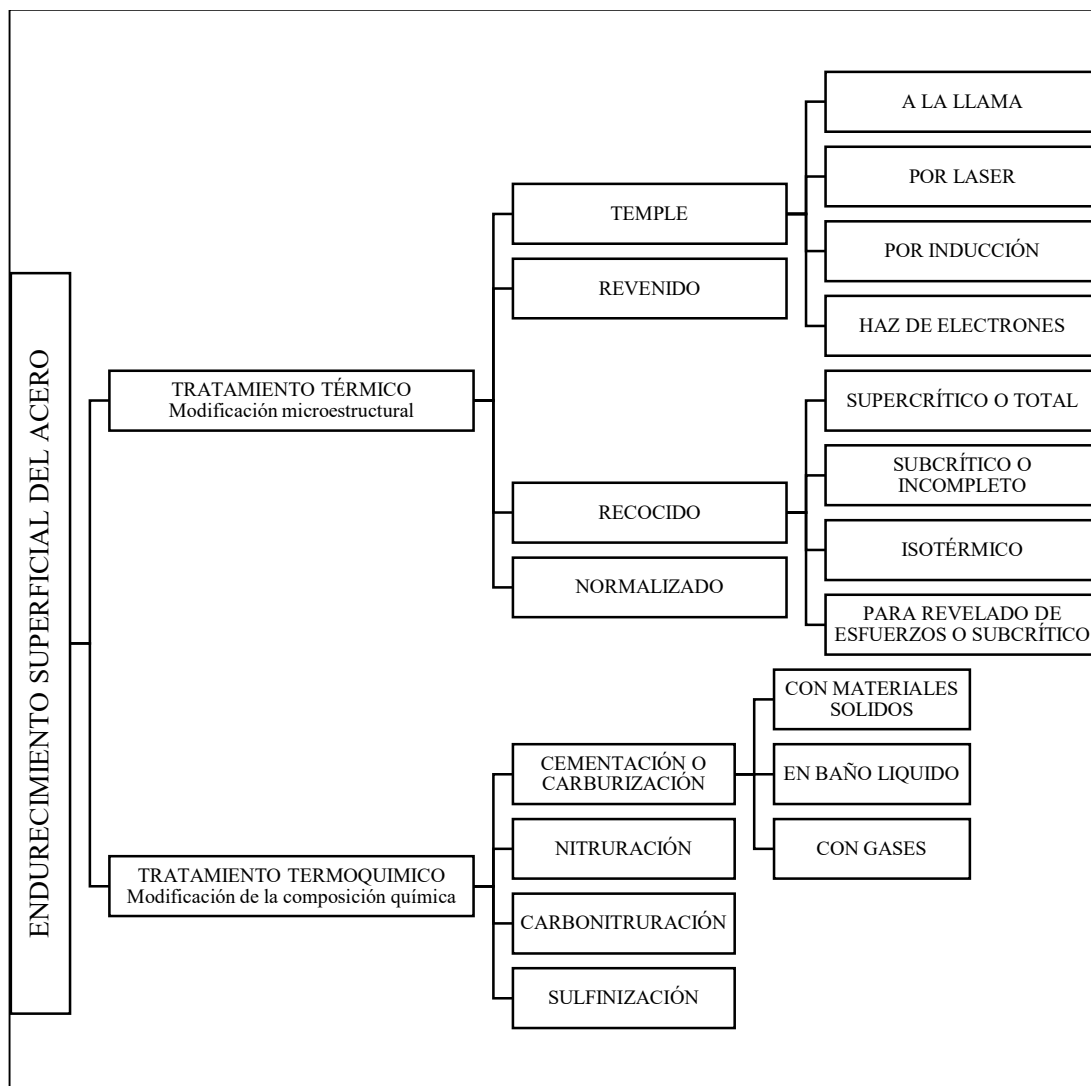 ENDURECIMIENTO SUPERFICIAL DEL ACERO
TRATAMIENTO TÉRMICO
Modificación microestructural
TEMPLE
A LA LLAMA
POR LASER
POR INDUCCIÓN
HAZ DE ELECTRONES
REVENIDO
RECOCIDO
SUPERCRÍTICO O TOTAL
SUBCRÍTICO O
INCOMPLETO
ISOTÉRMICO
PARA REVELADO DE
ESFUERZOS O SUBCRÍTICO
NORMALIZADO
TRATAMIENTO TERMOQUIMICO
Modificación de la composición química
CEMENTACIÓN O
CARBURIZACIÓN
CON MATERIALES
SOLIDOS
EN BAÑO LIQUIDO
CON GASES
NITRURACIÓN
CARBONITRURACIÓN
SULFINIZACIÓN